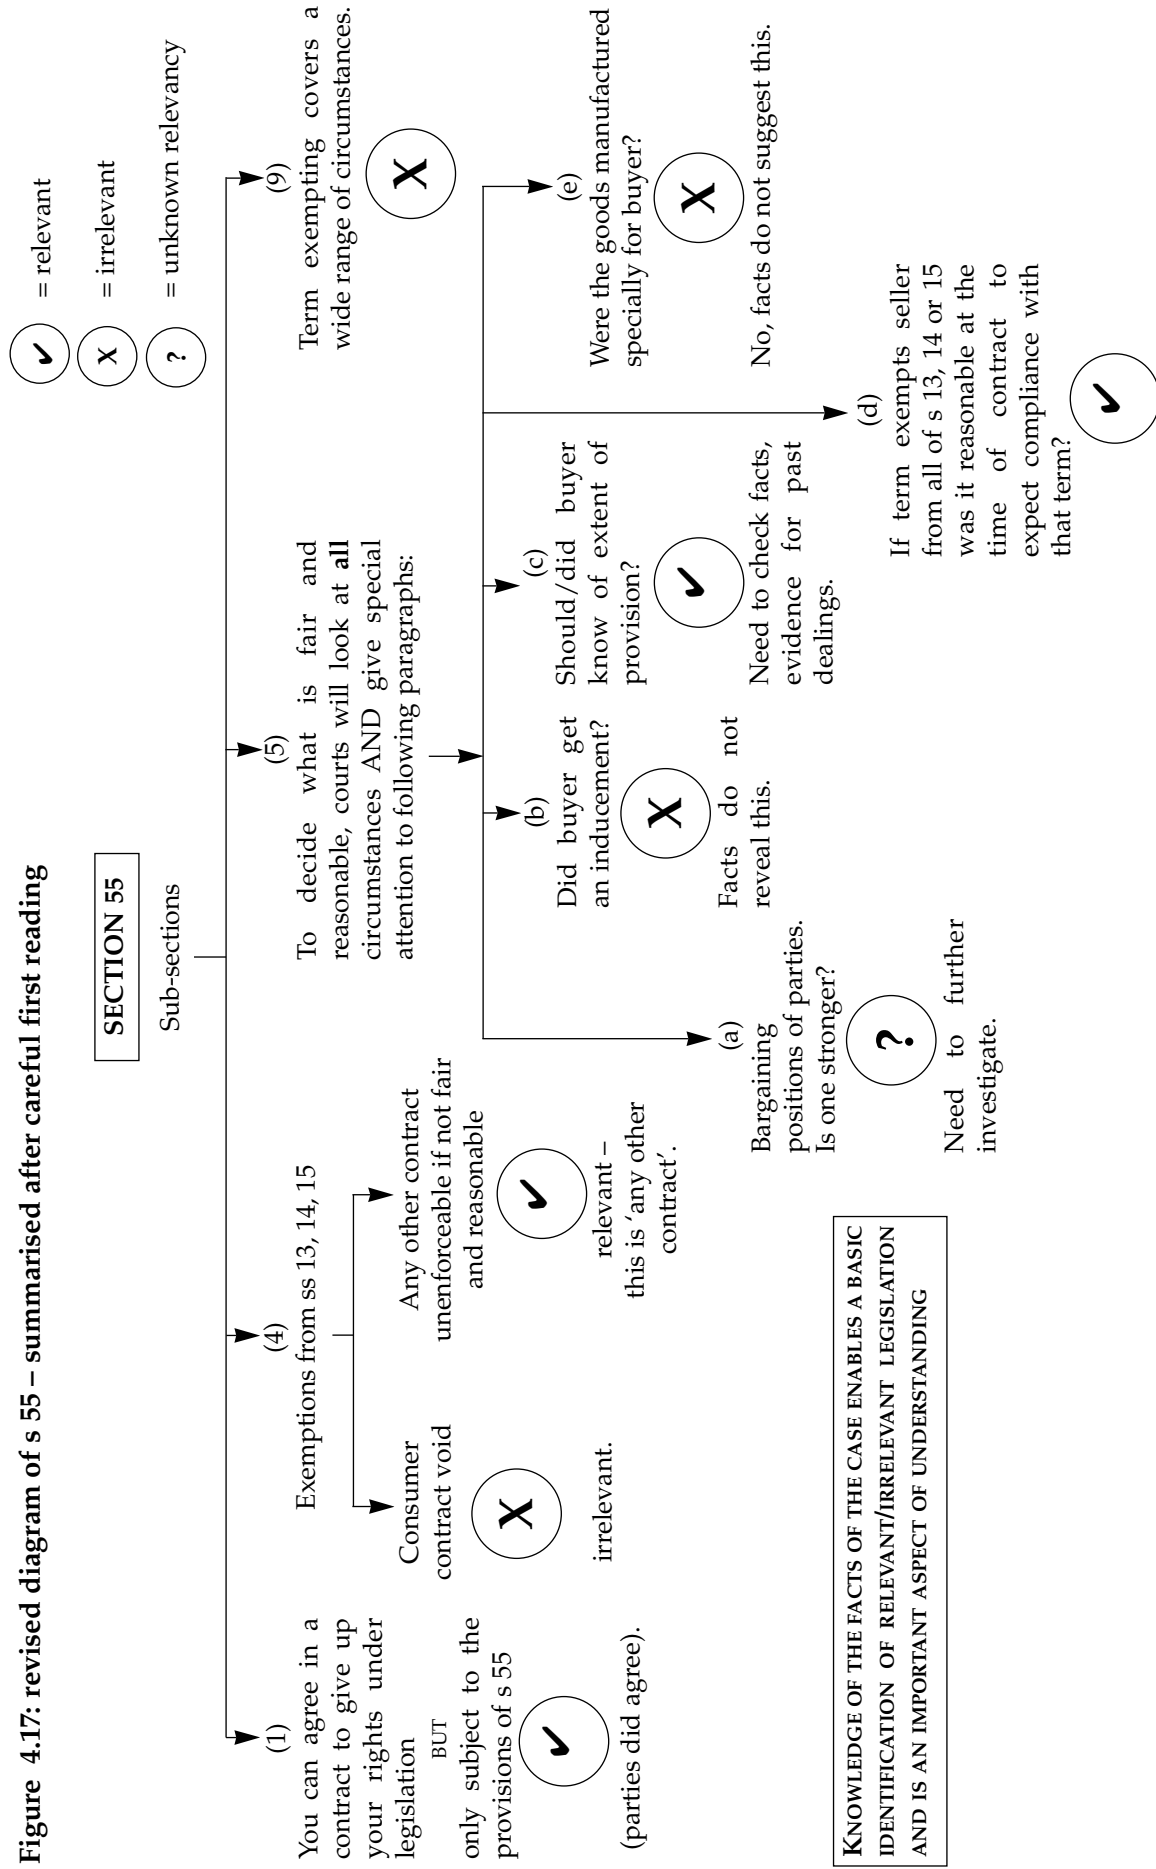 Figure 4.17: revised diagram of s 55 – summarised after careful first reading
✔ = relevant
X = irrelevant
? = unknown relevancy
SECTION 55
Sub-sections
(1)
You can agree in a
contract to give up
your rights under
legislation
BUT
only subject to the
provisions of s 55
✔
(parties did agree).
(4)
Exemptions from ss 13, 14, 15
Consumer
contract void
X
irrelevant.
Any other contract
unenforceable if not fair
and reasonable
✔
relevant –
this is ‘any other
contract’.
(5)
To decide what is fair and
reasonable, courts will look at all
circumstances AND give special
attention to following paragraphs:
(a)
Bargaining
positions of parties.
Is one stronger?
?
Need to further
investigate.
(b)
Did buyer get
an inducement?
X
Facts do not
reveal this.
(c)
Should/did buyer
know of extent of
provision?
✔
Need to check facts,
evidence for past
dealings.
(d)
If term exempts seller
from all of s 13, 14 or 15
was it reasonable at the
time of contract to
expect compliance with
that term?
✔
(e)
Were the goods manufactured
specially for buyer?
X
No, facts do not suggest this.
(9)
Term exempting covers a
wide range of circumstances.
X
KNOWLEDGE OF THE FACTS OF THE CASE ENABLES A BASIC
IDENTIFICATION OF RELEVANT/IRRELEVANT LEGISLATION
AND IS AN IMPORTANT ASPECT OF UNDERSTANDING